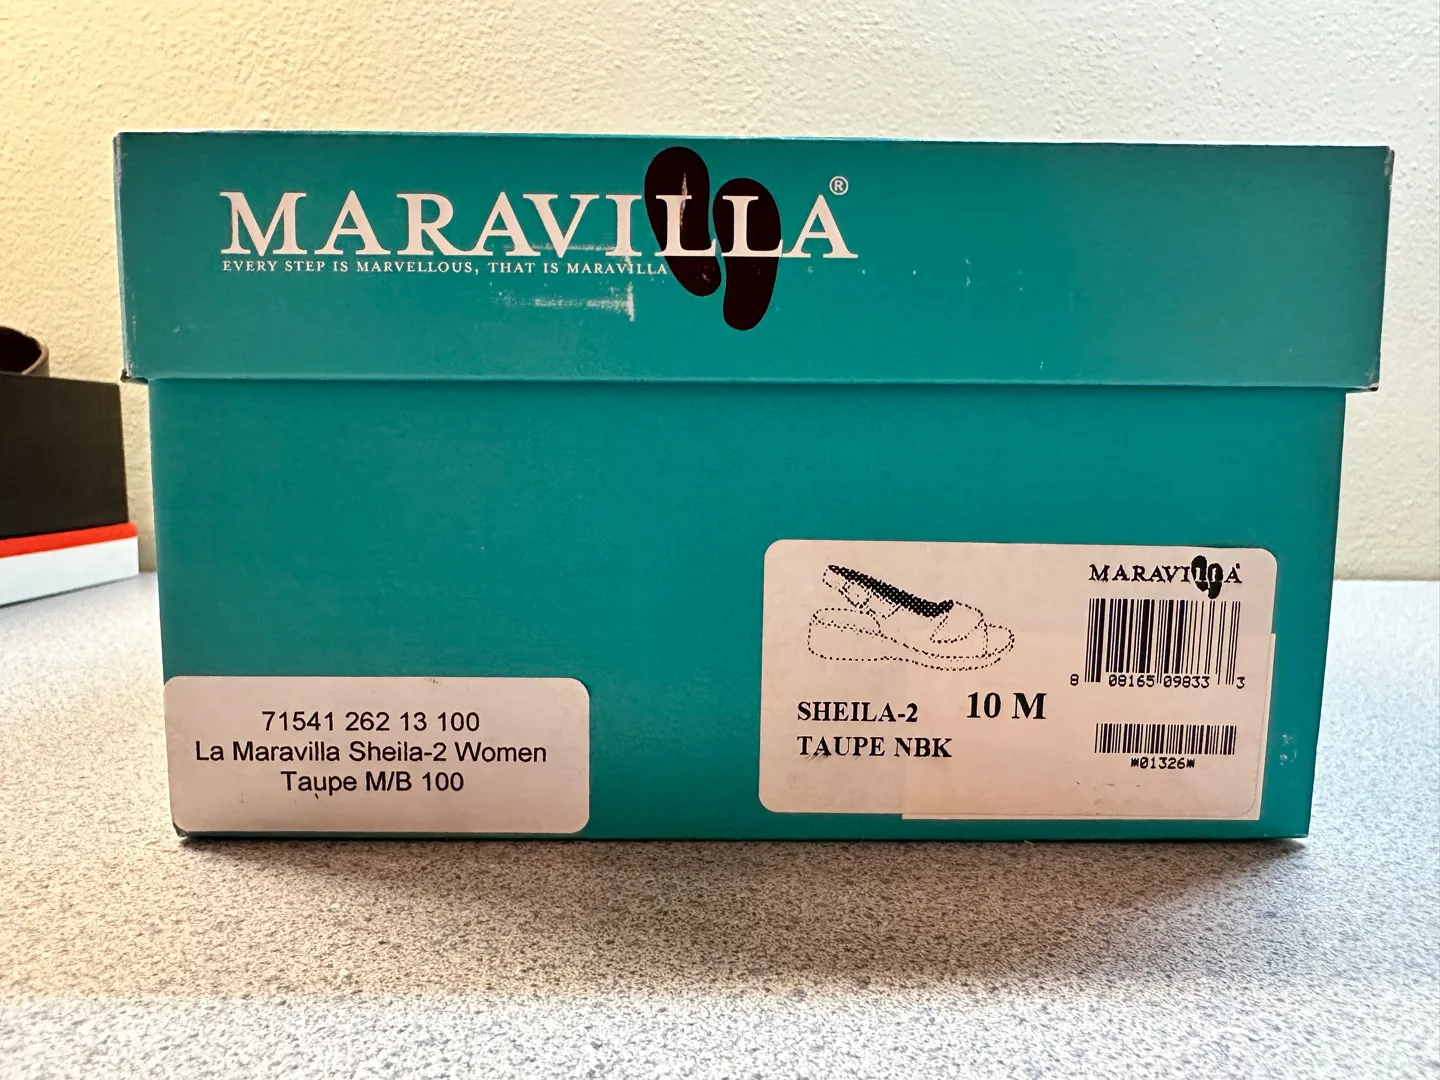 MARAVILLA®
EVERY STEP IS MARVELLOUS, THAT IS MARAVILLA
71541 262 13 100
La Maravilla Sheila-2 Women
Taupe M/B 100
SHEILA-2 10 M
TAUPE NBK
MARAVILLA
8 08165 09833 3
*01326*